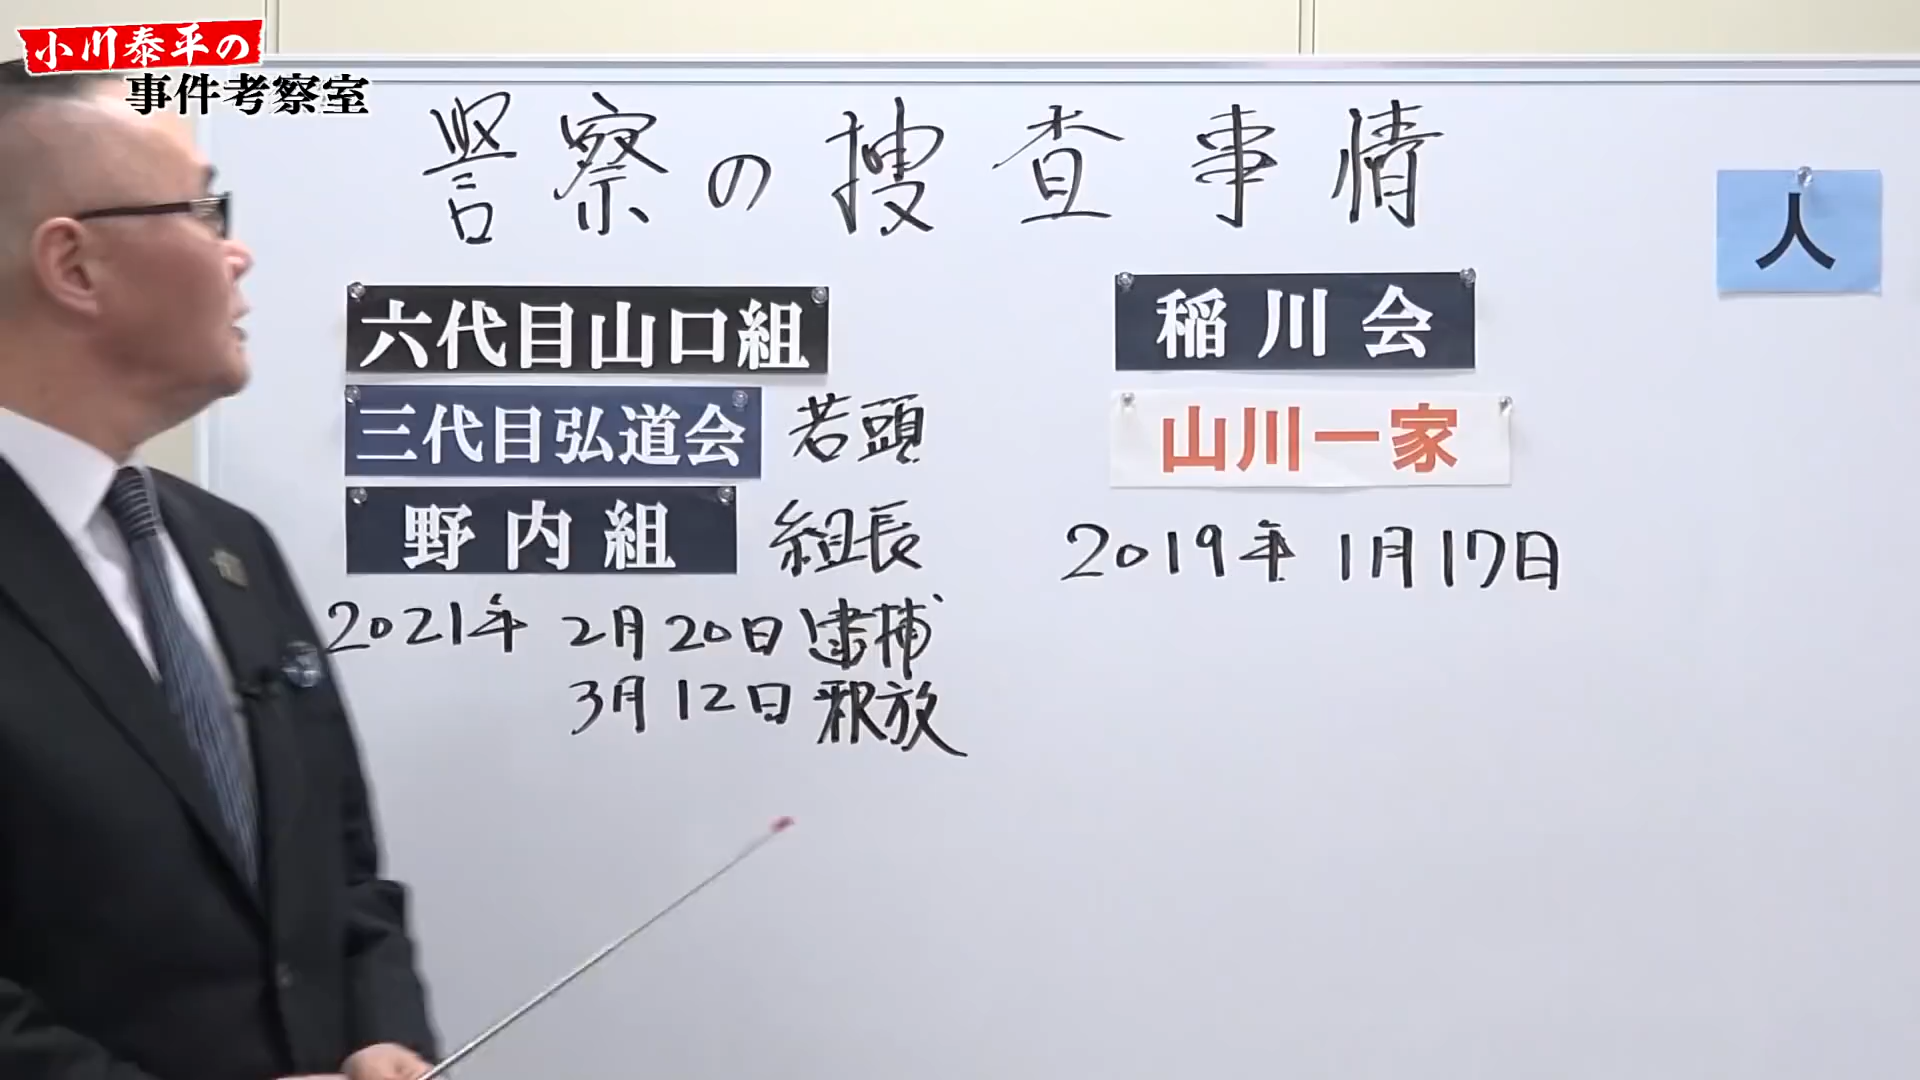 小川泰平の
事件考察室
警察の捜査事情
人
六代目山口組
三代目弘道会 若頭
野内組 組長
2021年 2月20日逮捕
3月12日釈放
稲川会
山川一家
2019年1月17日